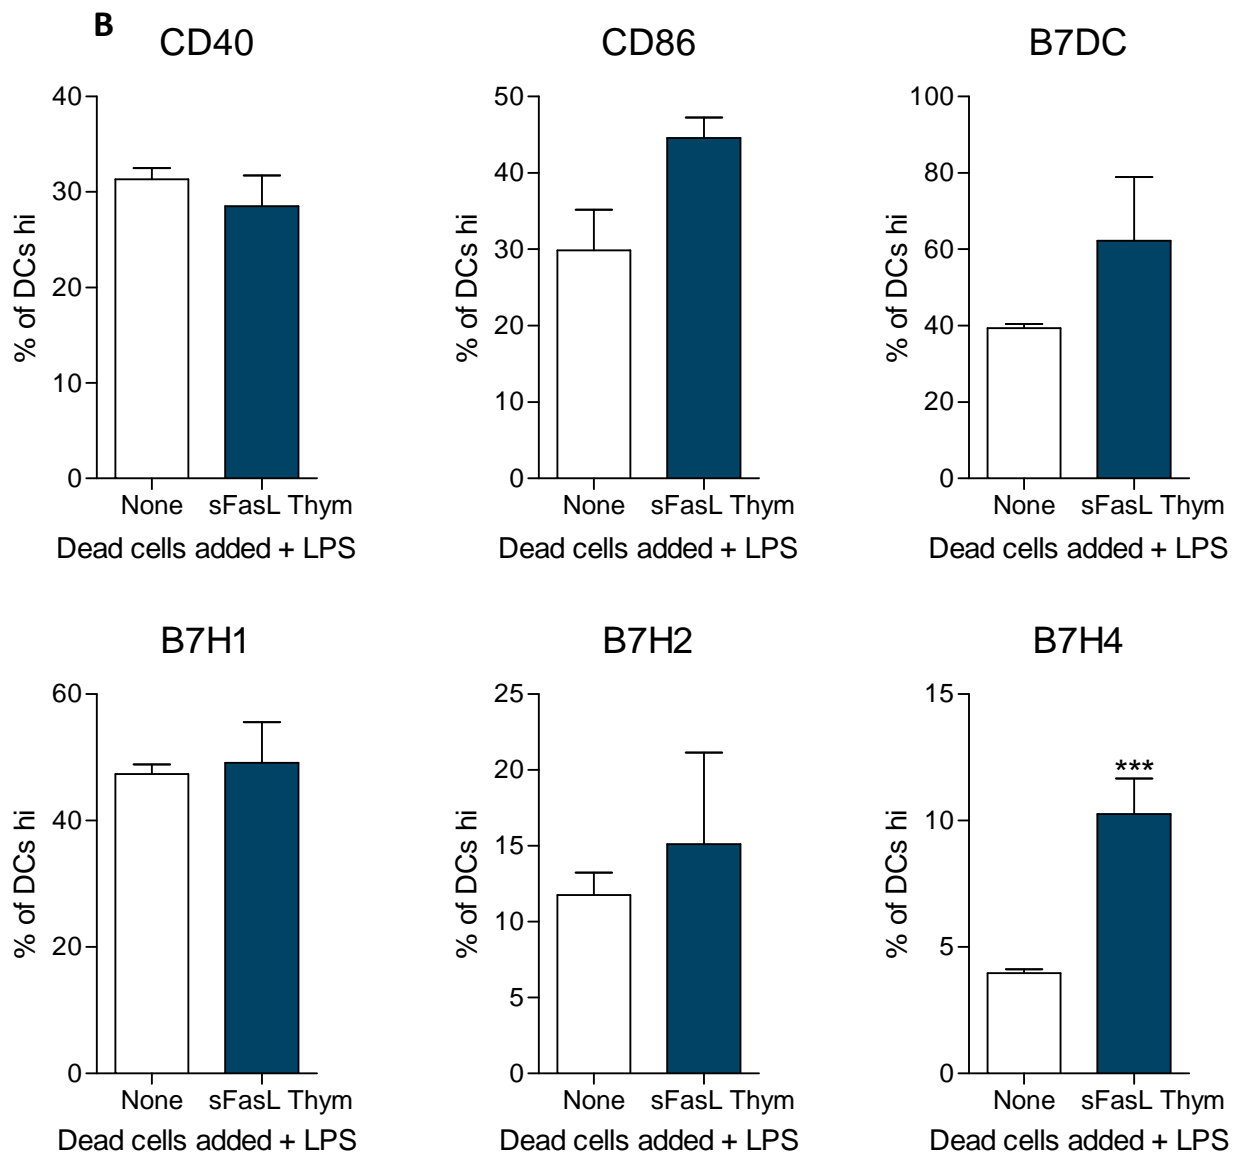 B
CD40
40
30
20
10
0
% of DCs hi
None sFasL Thym
Dead cells added + LPS
CD86
50
40
30
20
10
0
% of DCs hi
None sFasL Thym
Dead cells added + LPS
B7DC
100
80
60
40
20
0
% of DCs hi
None sFasL Thym
Dead cells added + LPS
B7H1
60
40
20
0
% of DCs hi
None sFasL Thym
Dead cells added + LPS
B7H2
25
20
15
10
5
0
% of DCs hi
None sFasL Thym
Dead cells added + LPS
B7H4
15
10
5
0
% of DCs hi
***
None sFasL Thym
Dead cells added + LPS